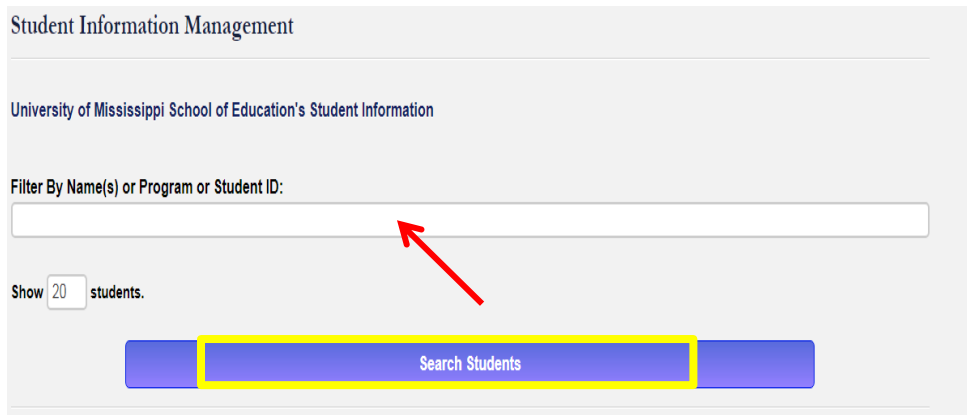 Student Information Management
University of Mississippi School of Education's Student Information
Filter By Name(s) or Program or Student ID:
Show 20 students.
Search Students